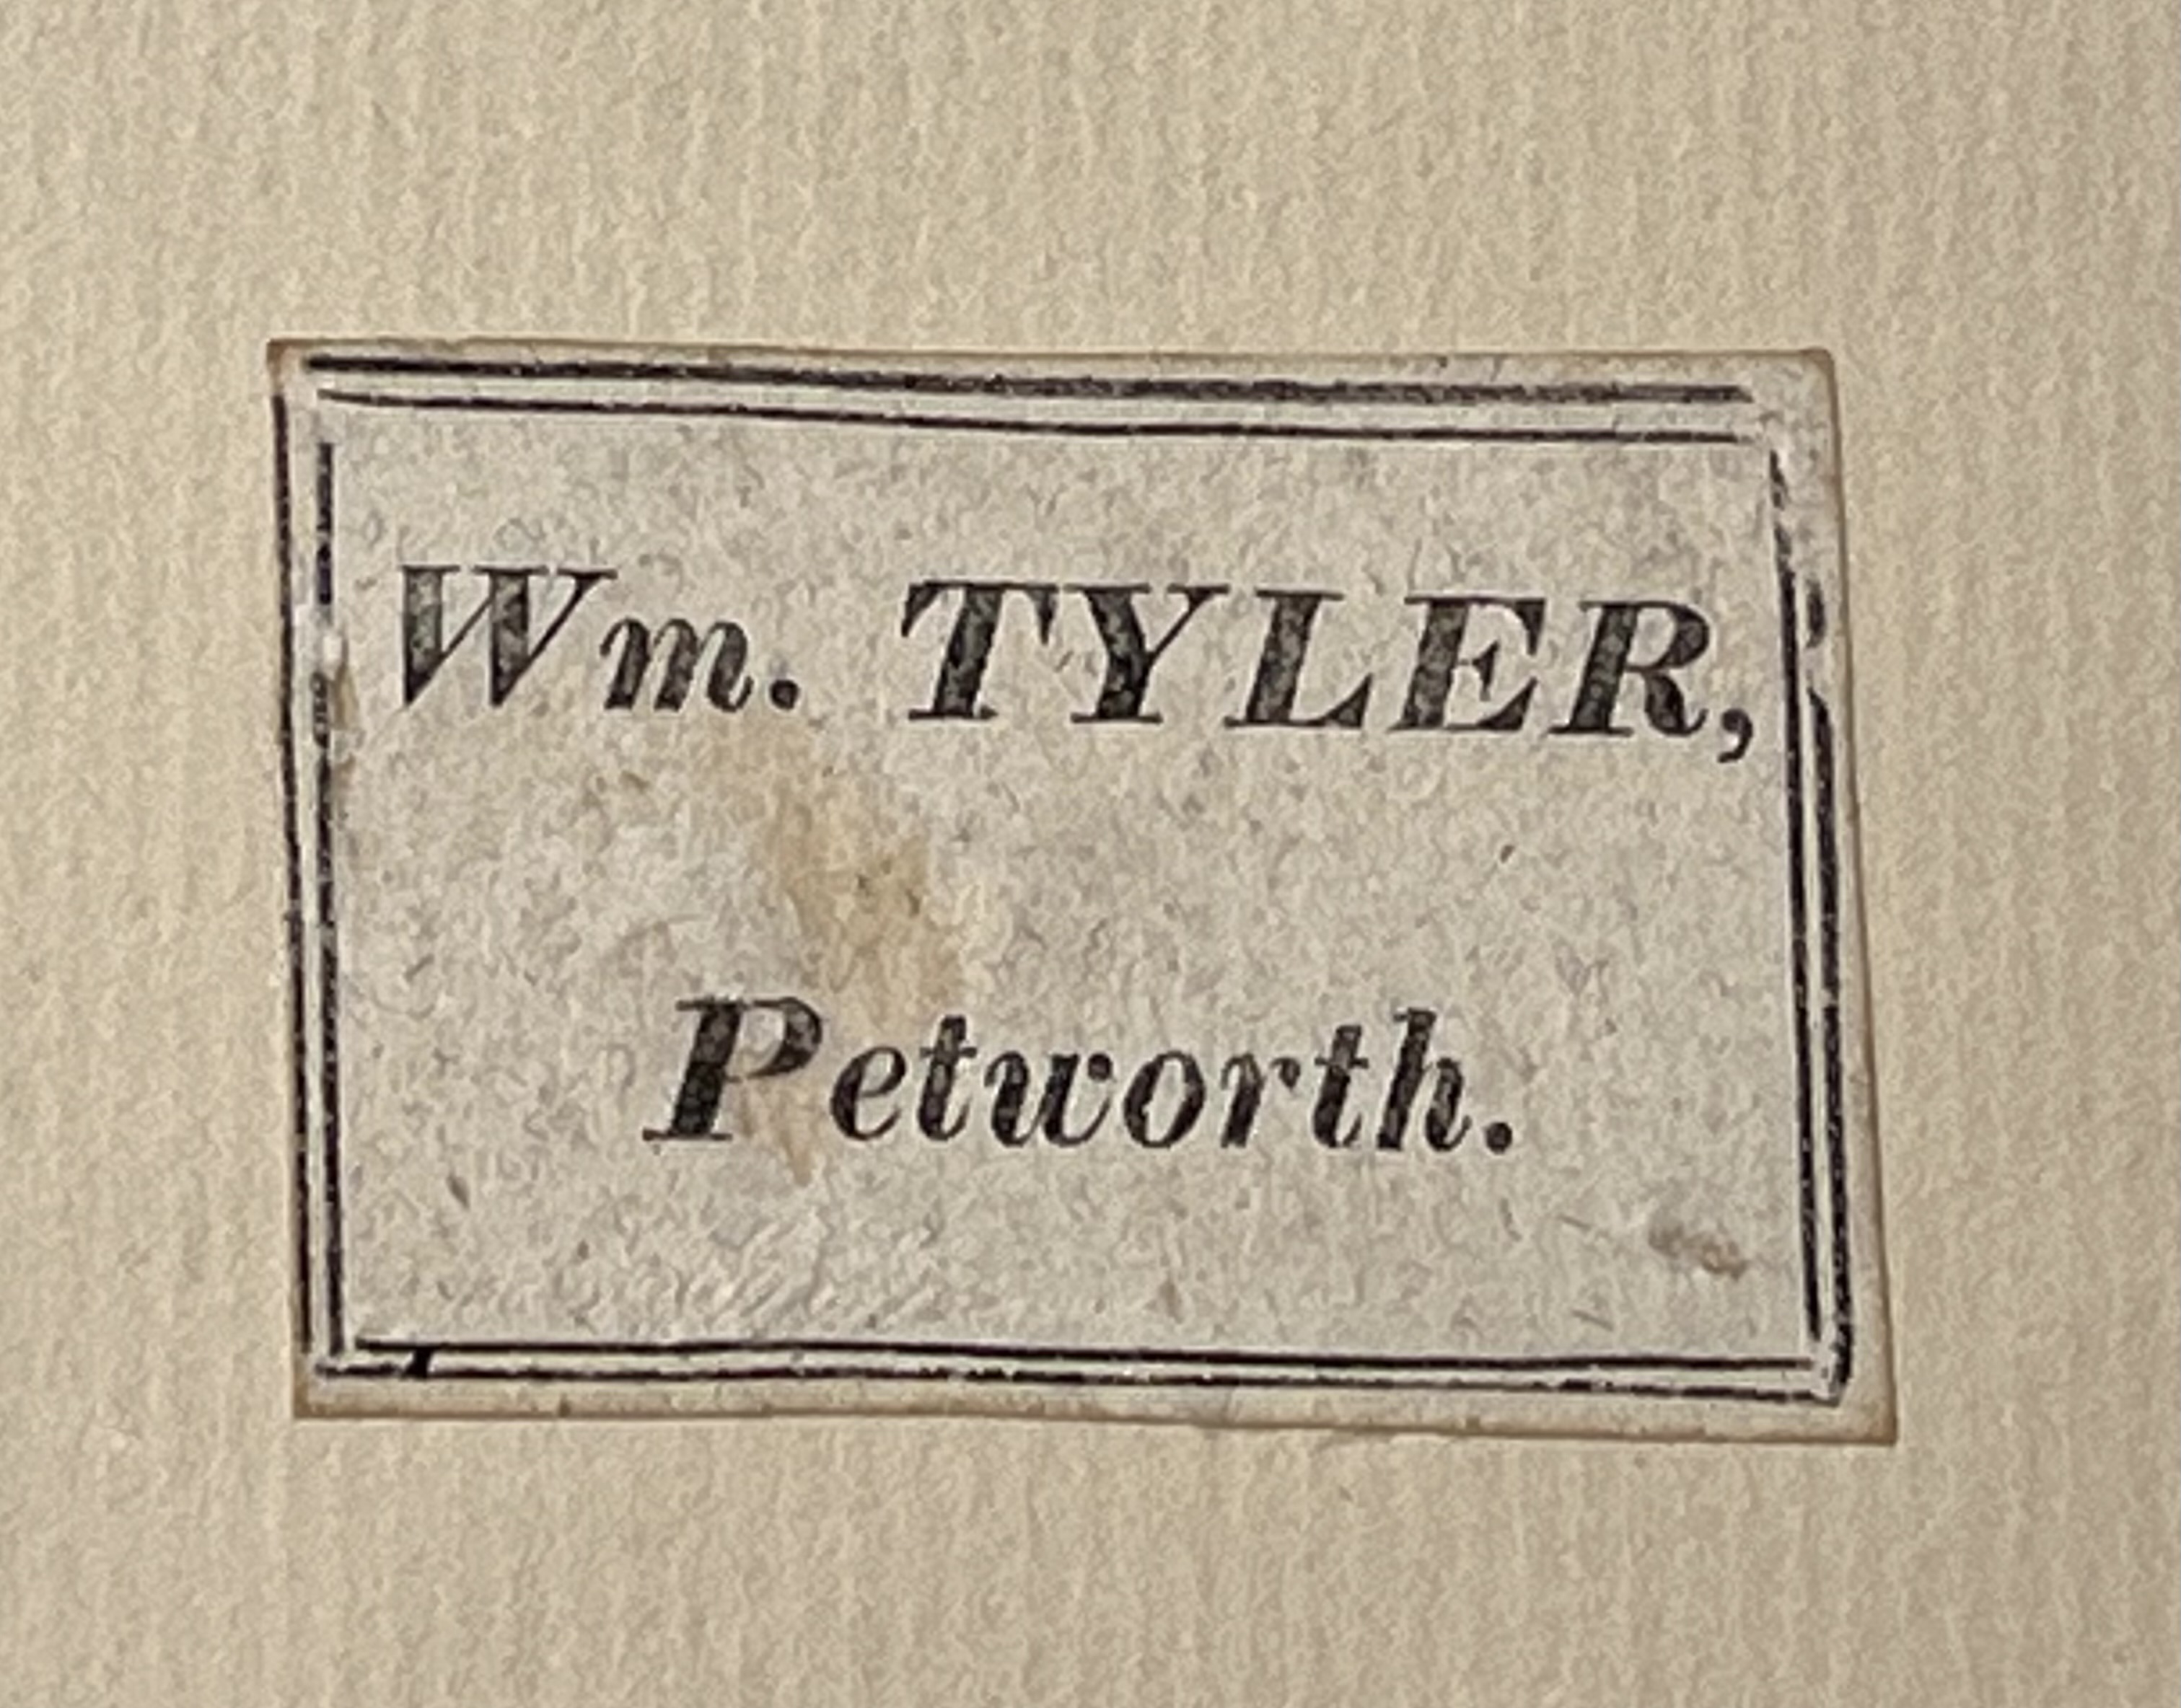 Wm. TYLER,
Petworth.